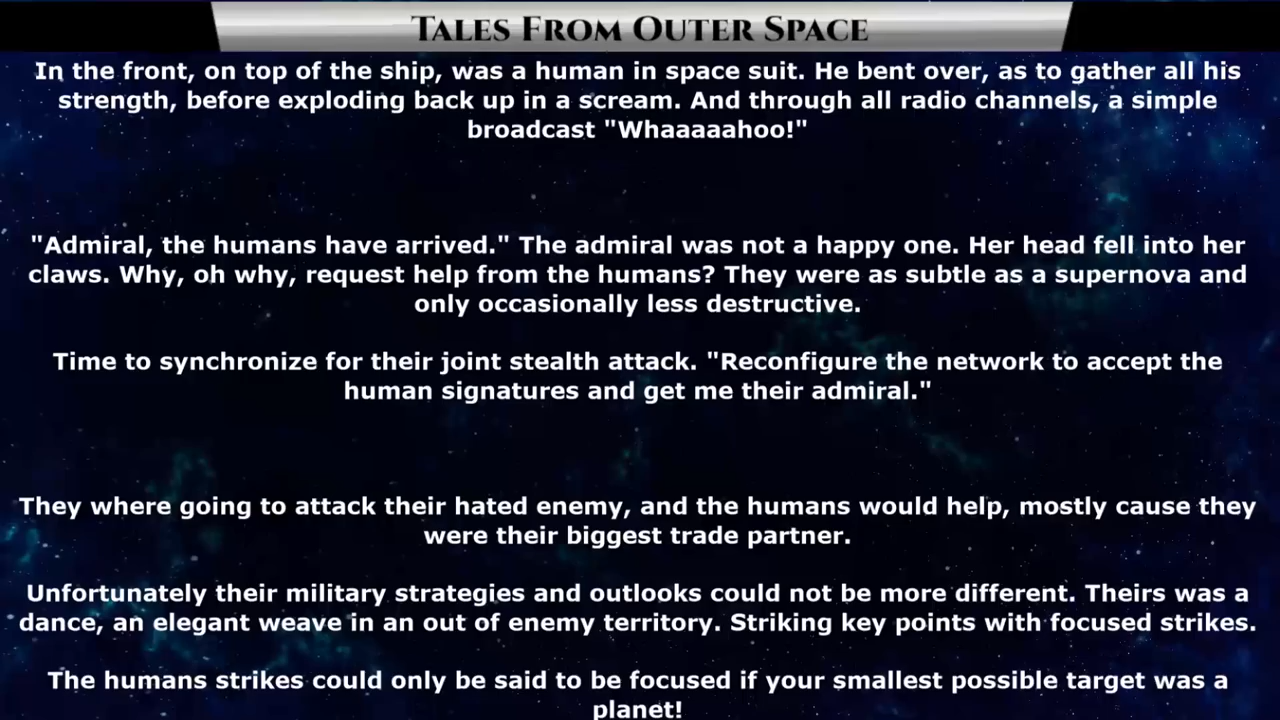 Tales From Outer Space
In the front, on top of the ship, was a human in space suit. He bent over, as to gather all his
strength, before exploding back up in a scream. And through all radio channels, a simple
broadcast "Whaaaaahoo!"
"Admiral, the humans have arrived." The admiral was not a happy one. Her head fell into her
claws. Why, oh why, request help from the humans? They were as subtle as a supernova and
only occasionally less destructive.
Time to synchronize for their joint stealth attack. "Reconfigure the network to accept the
human signatures and get me their admiral."
They where going to attack their hated enemy, and the humans would help, mostly cause they
were their biggest trade partner.
Unfortunately their military strategies and outlooks could not be more different. Theirs was a
dance, an elegant weave in an out of enemy territory. Striking key points with focused strikes.
The humans strikes could only be said to be focused if your smallest possible target was a
planet!